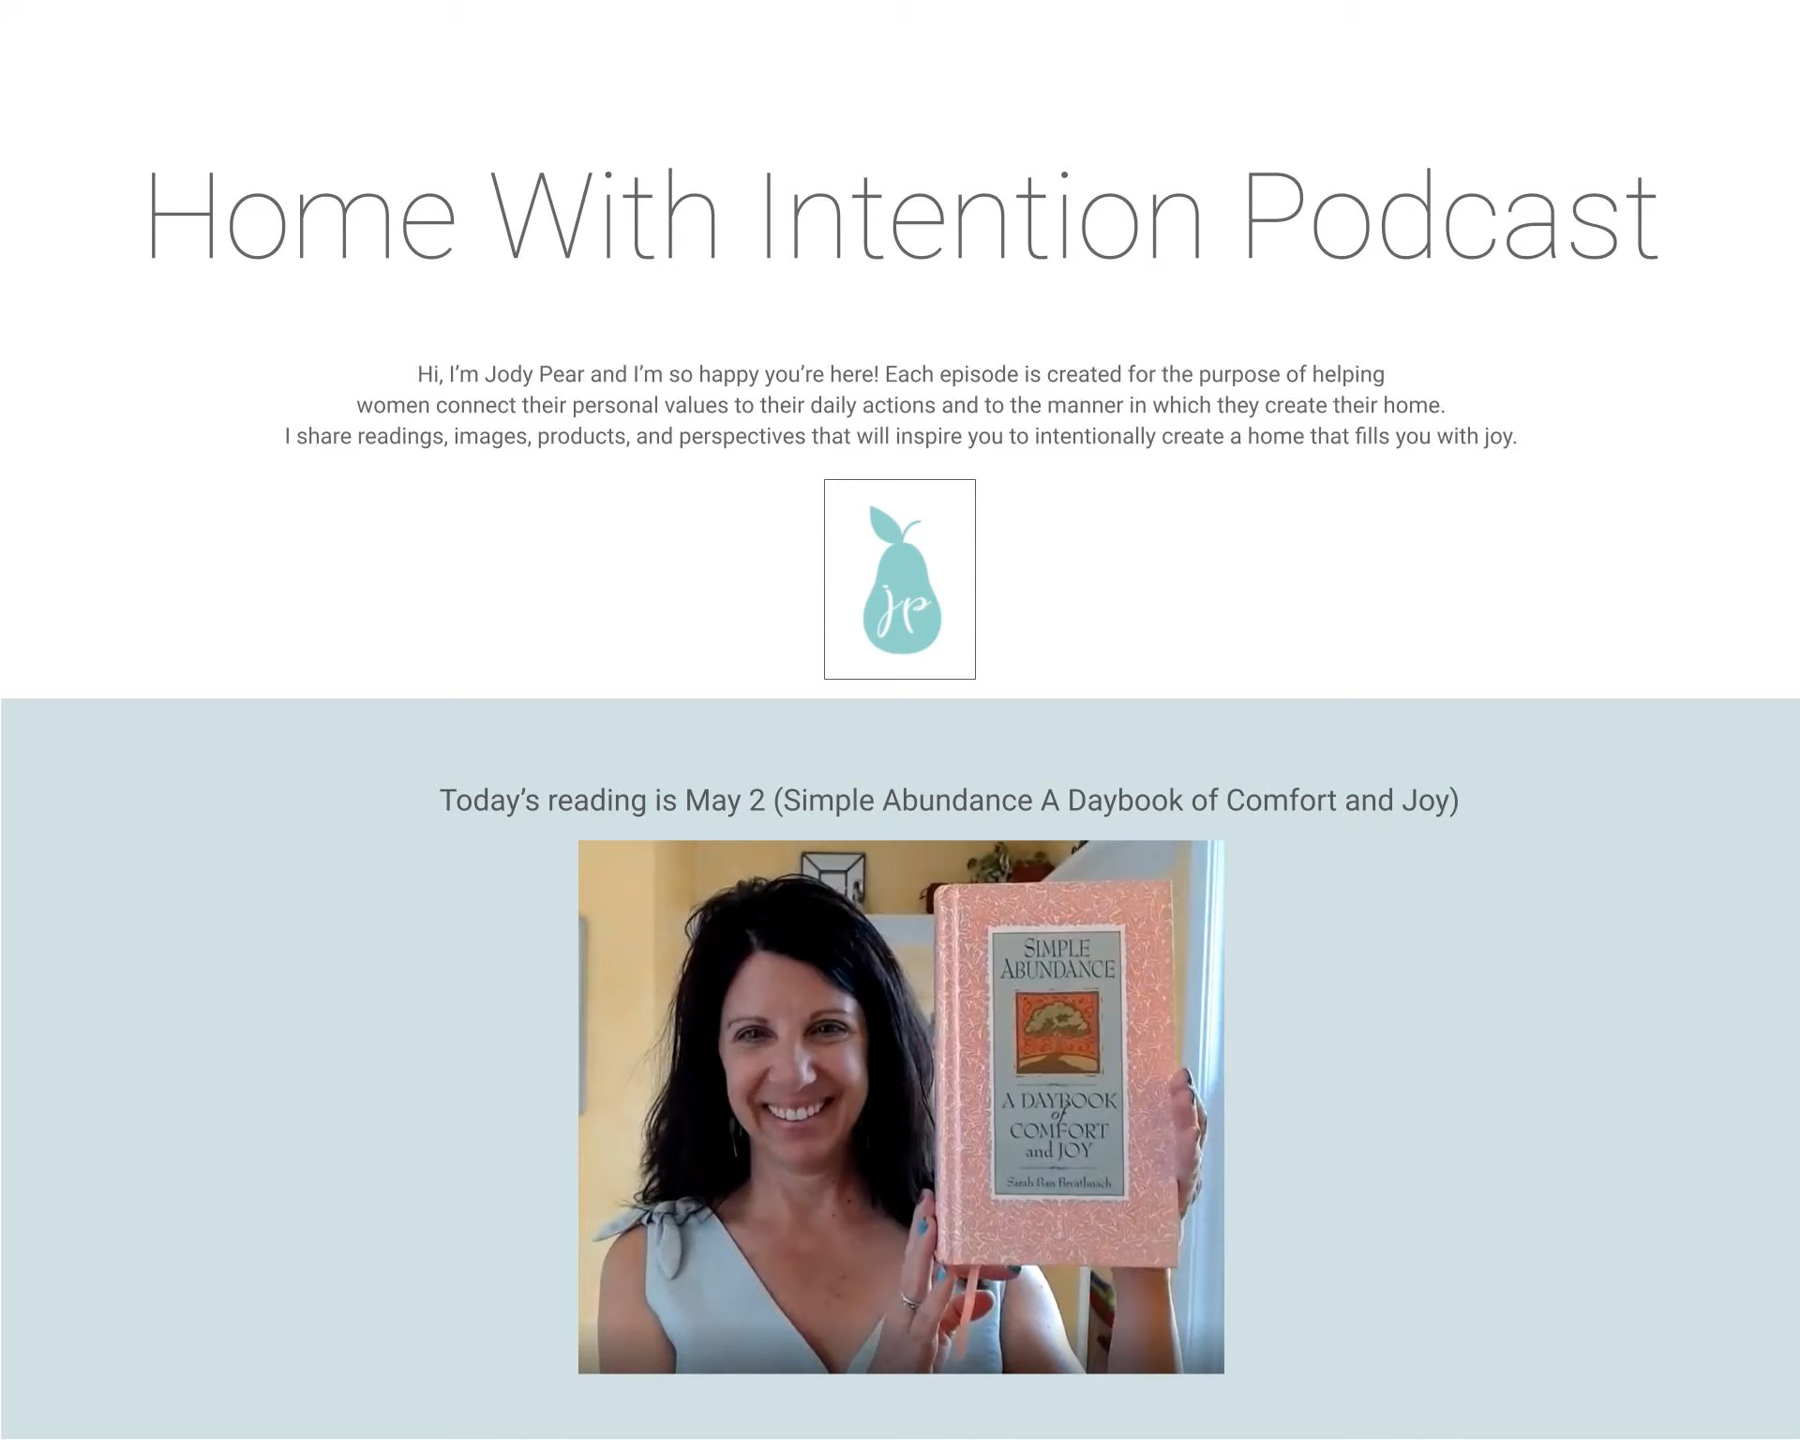 Home With Intention Podcast
Hi, I’m Jody Pear and I’m so happy you’re here! Each episode is created for the purpose of helping
women connect their personal values to their daily actions and to the manner in which they create their home.
I share readings, images, products, and perspectives that will inspire you to intentionally create a home that fills you with joy.
jp
Today’s reading is May 2 (Simple Abundance A Daybook of Comfort and Joy)
SIMPLE
ABUNDANCE
A DAYBOOK
of
COMFORT
and JOY
Sarah Ban Breathnach